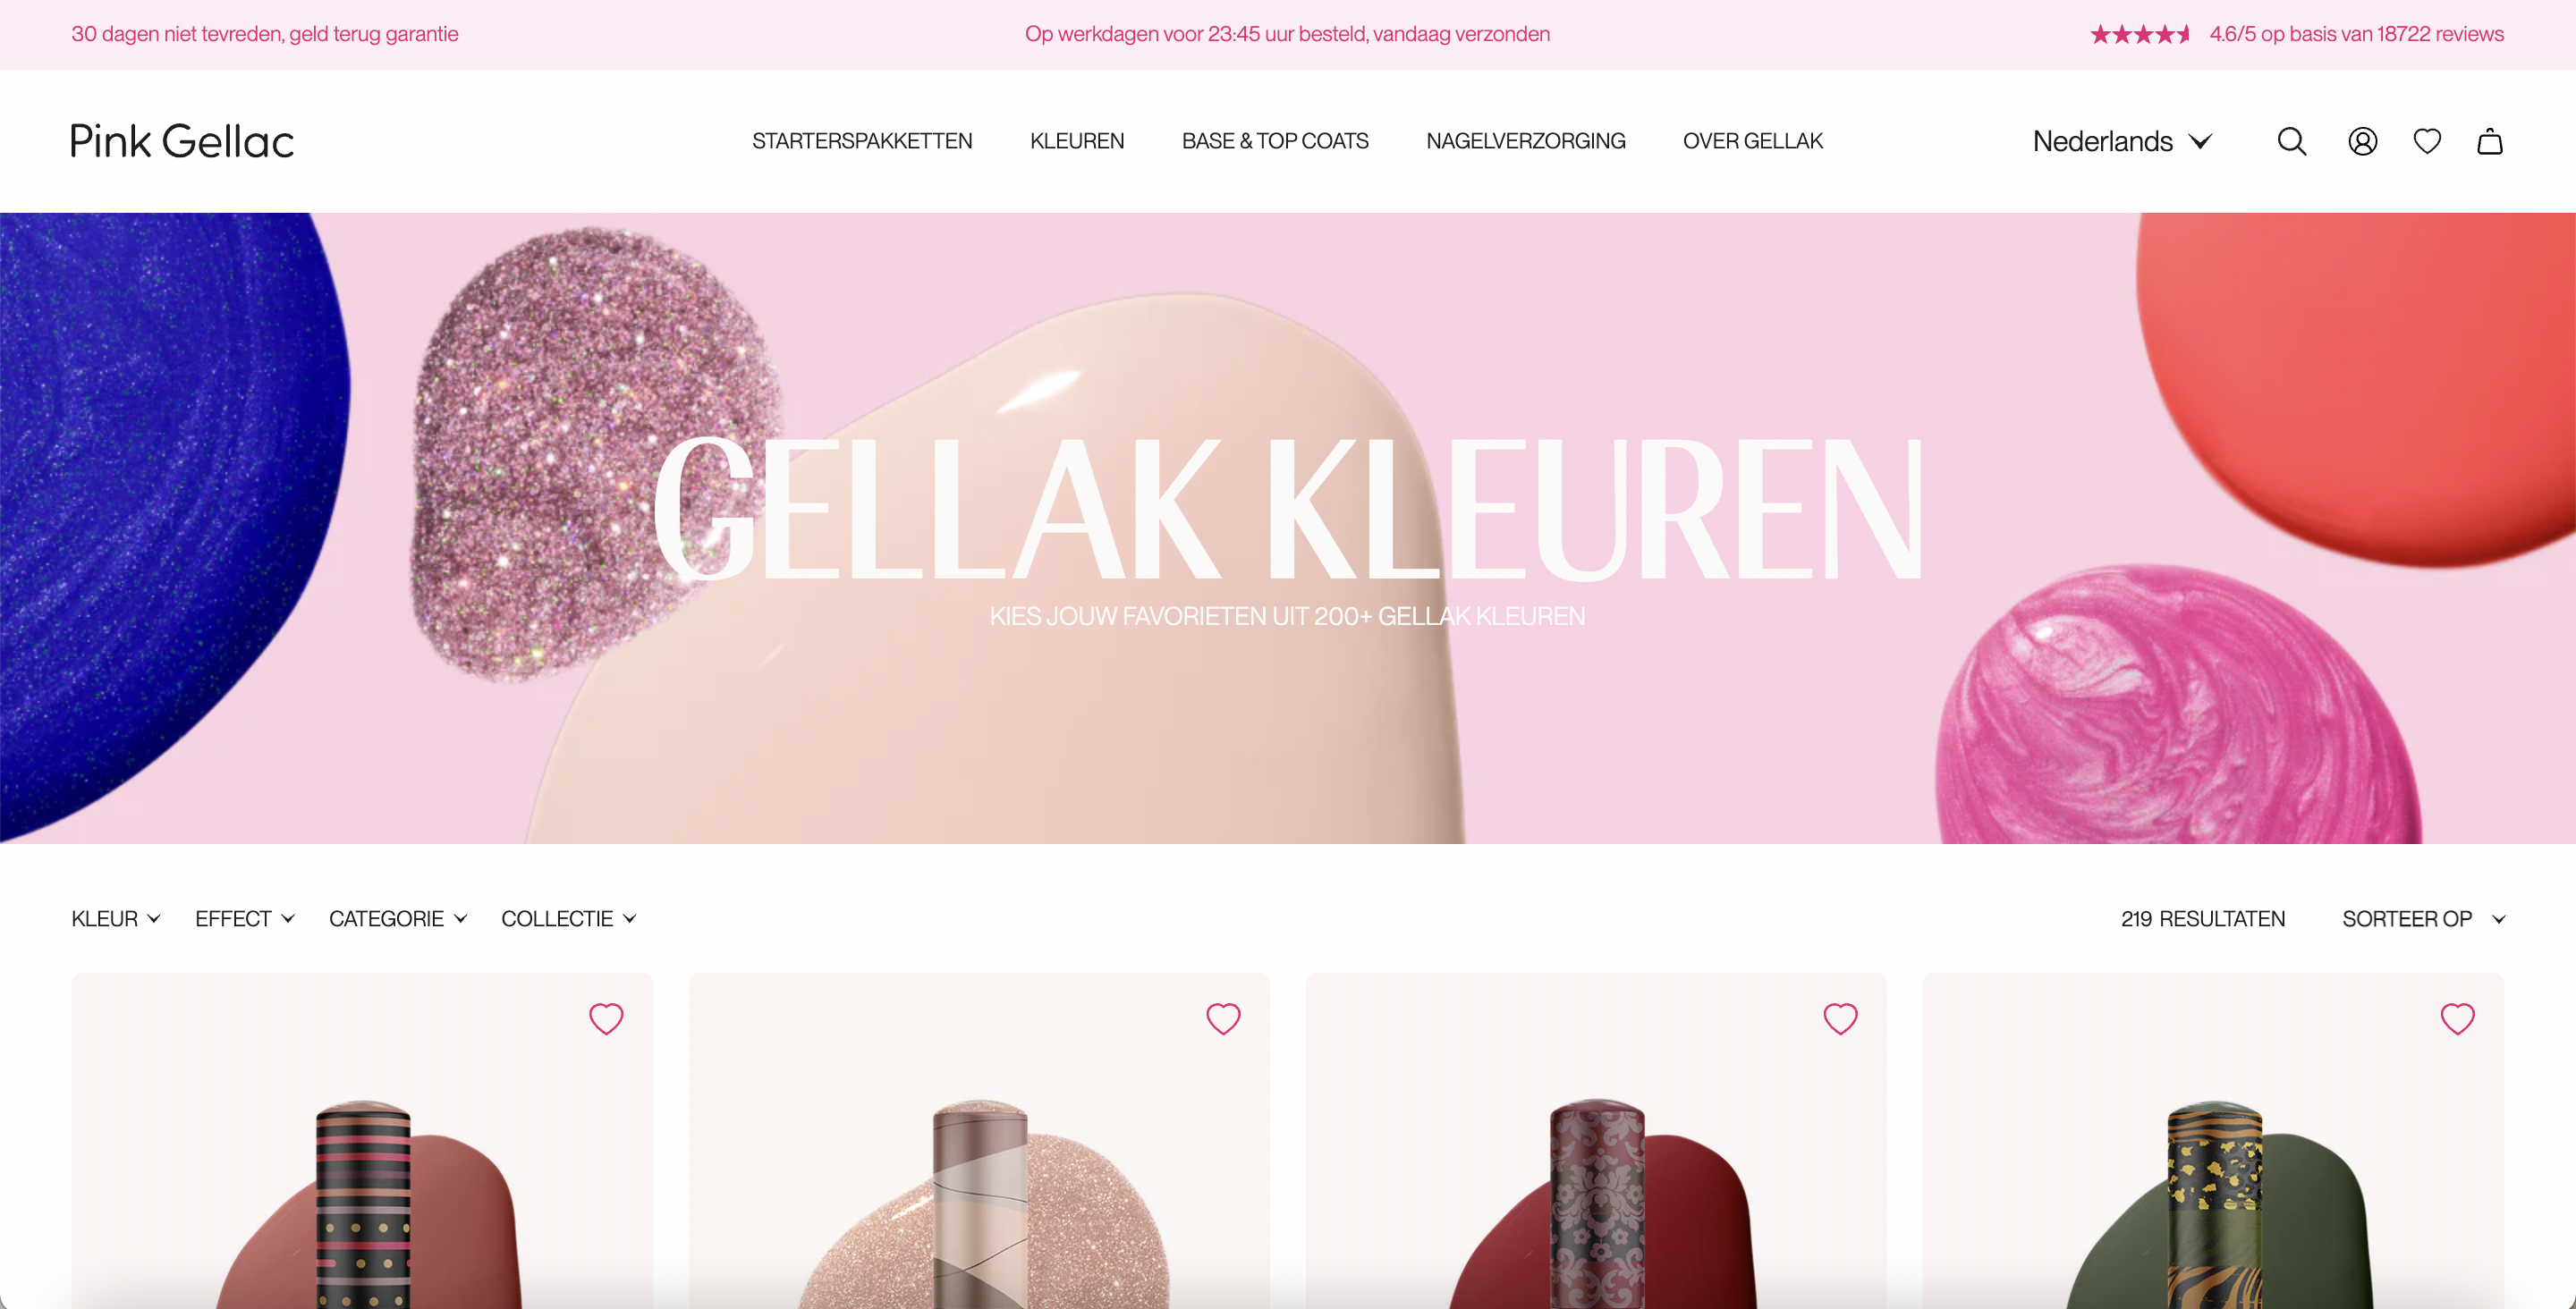 30 dagen niet tevreden, geld terug garantie
Op werkdagen voor 23:45 uur besteld, vandaag verzonden
4.6/5 op basis van 18722 reviews
Pink Gellac
STARTERSPAKKETTEN
KLEUREN
BASE & TOP COATS
NAGELVERZORGING
OVER GELLAK
Nederlands
GELLAK KLEUREN
KIES JOUW FAVORIETEN UIT 200+ GELLAK KLEUREN
KLEUR
EFFECT
CATEGORIE
COLLECTIE
219 RESULTATEN
SORTEER OP